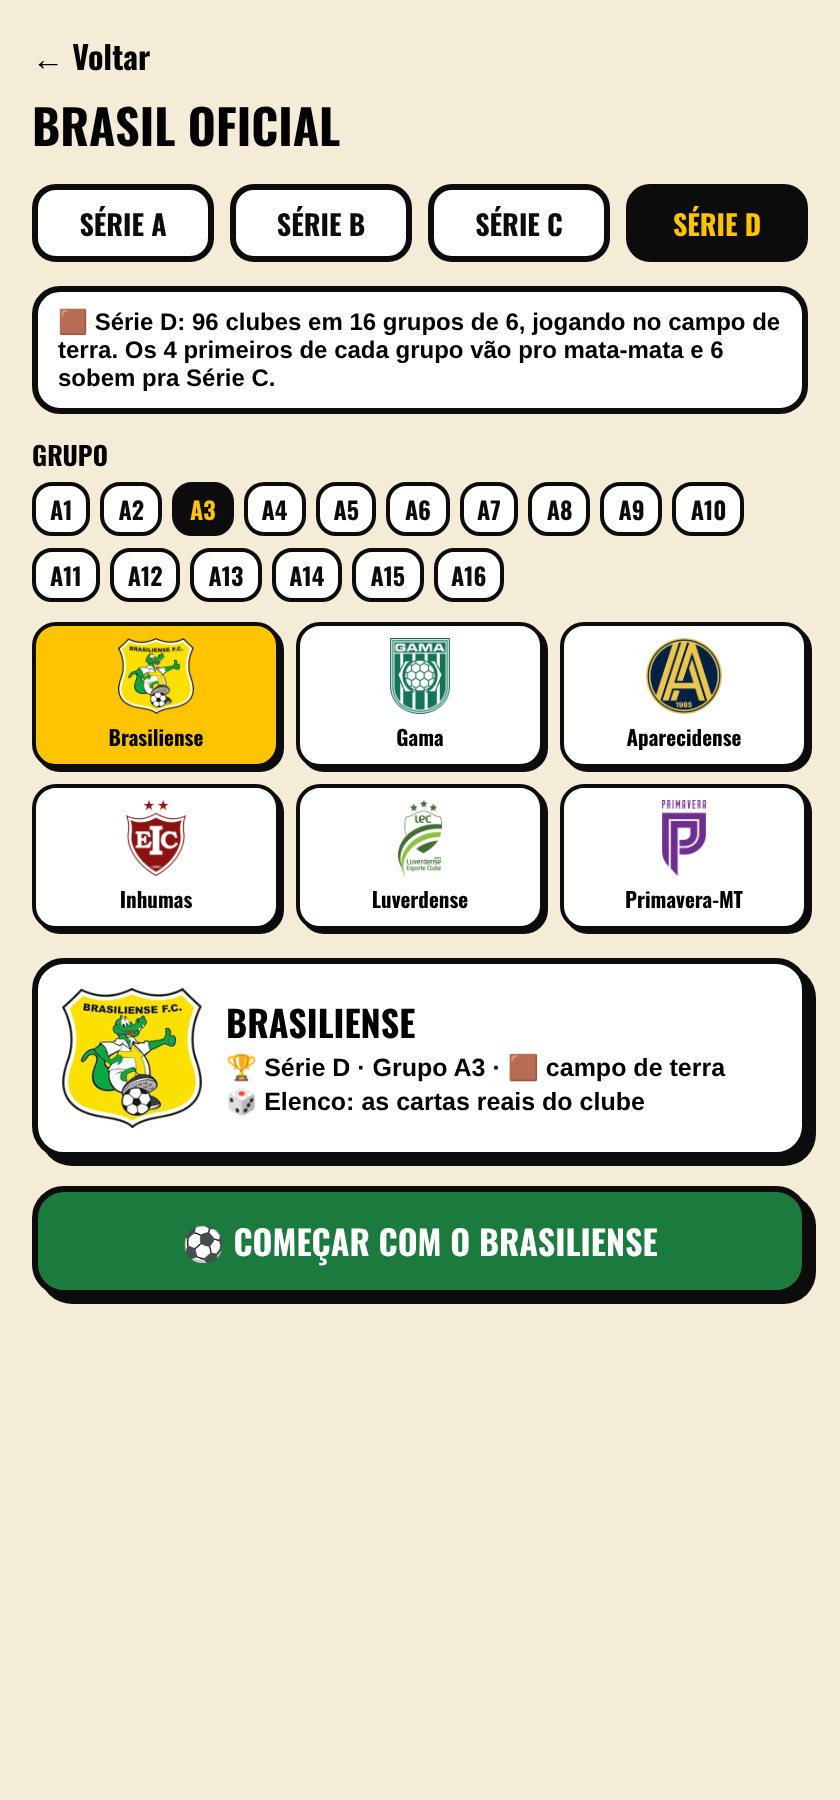 ← Voltar
BRASIL OFICIAL
SÉRIE A
SÉRIE B
SÉRIE C
SÉRIE D
🟫 Série D: 96 clubes em 16 grupos de 6, jogando no campo de
terra. Os 4 primeiros de cada grupo vão pro mata-mata e 6
sobem pra Série C.
GRUPO
A1 A2 A3 A4 A5 A6 A7 A8 A9 A10
A11 A12 A13 A14 A15 A16
BRASILIENSE F.C.
Brasiliense
GAMA
Gama
1985
Aparecidense
EIC
Inhumas
LEC
Luverdense
Esporte Clube
Luverdense
PRIMAVERA
Primavera-MT
BRASILIENSE F.C.
BRASILIENSE
🏆 Série D · Grupo A3 · 🟫 campo de terra
🎲 Elenco: as cartas reais do clube
⚽ COMEÇAR COM O BRASILIENSE